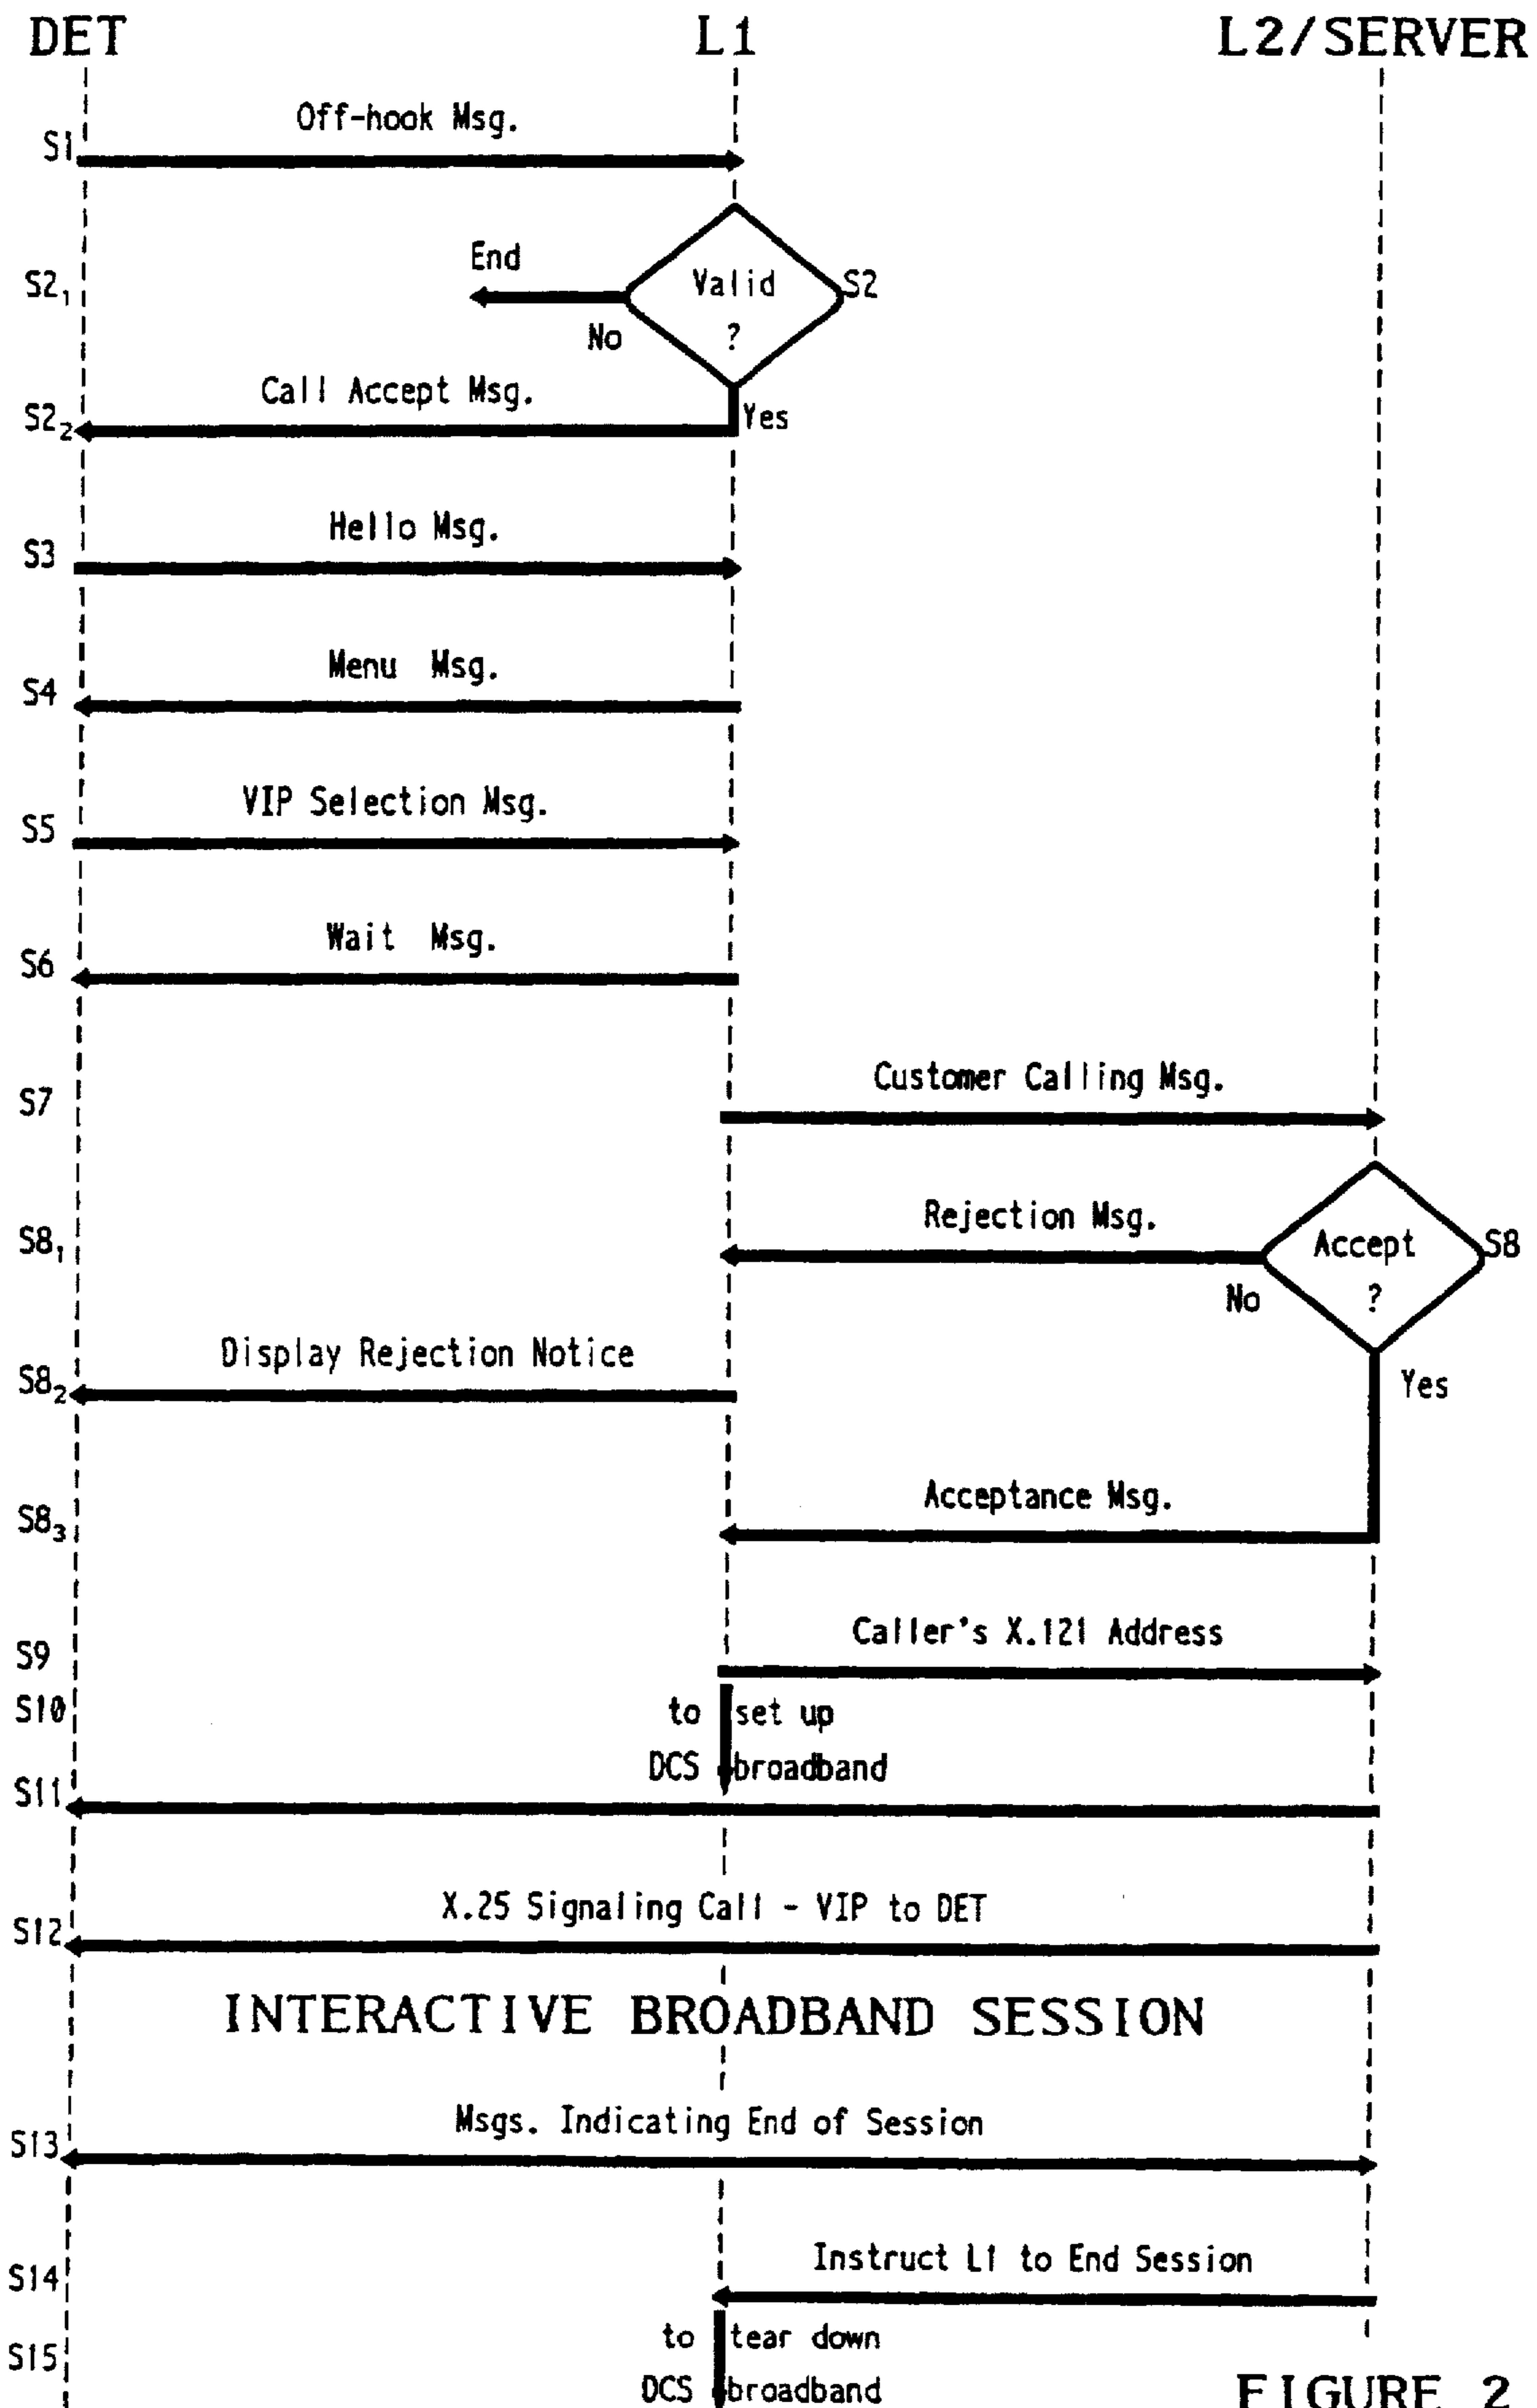 DET L1 L2/SERVER
Off-hook Msg.
S1
End
S2₁ Valid S2
No ?
Call Accept Msg.
S2₂ Yes
Hello Msg.
S3
Menu Msg.
S4
VIP Selection Msg.
S5
Wait Msg.
S6
Customer Calling Msg.
S7
Rejection Msg.
S8₁ Accept S8
No ?
Display Rejection Notice
S8₂ Yes
Acceptance Msg.
S8₃
Caller's X.121 Address
S9
S10 to set up
DCS broadband
S11
X.25 Signaling Call - VIP to DET
S12
INTERACTIVE BROADBAND SESSION
Msgs. Indicating End of Session
S13
Instruct L1 to End Session
S14
to tear down
S15
DCS broadband
FIGURE 2